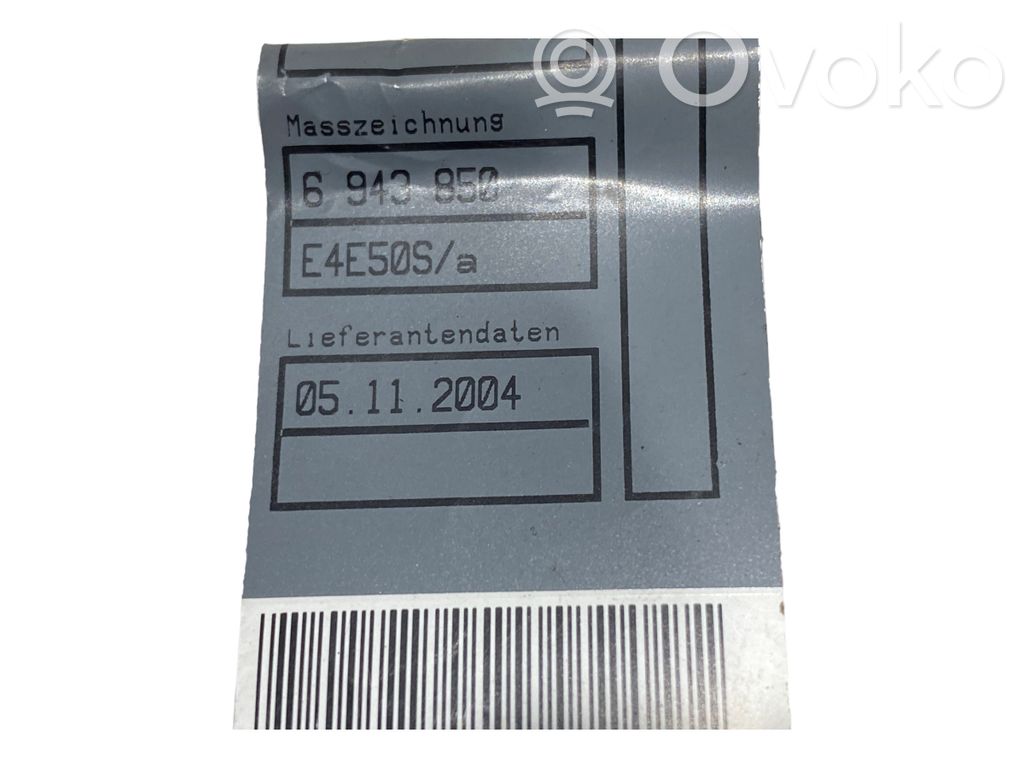 Ovoko
Masszeichnung
6 943 850
E4E50S/a
Lieferantendaten
05.11.2004